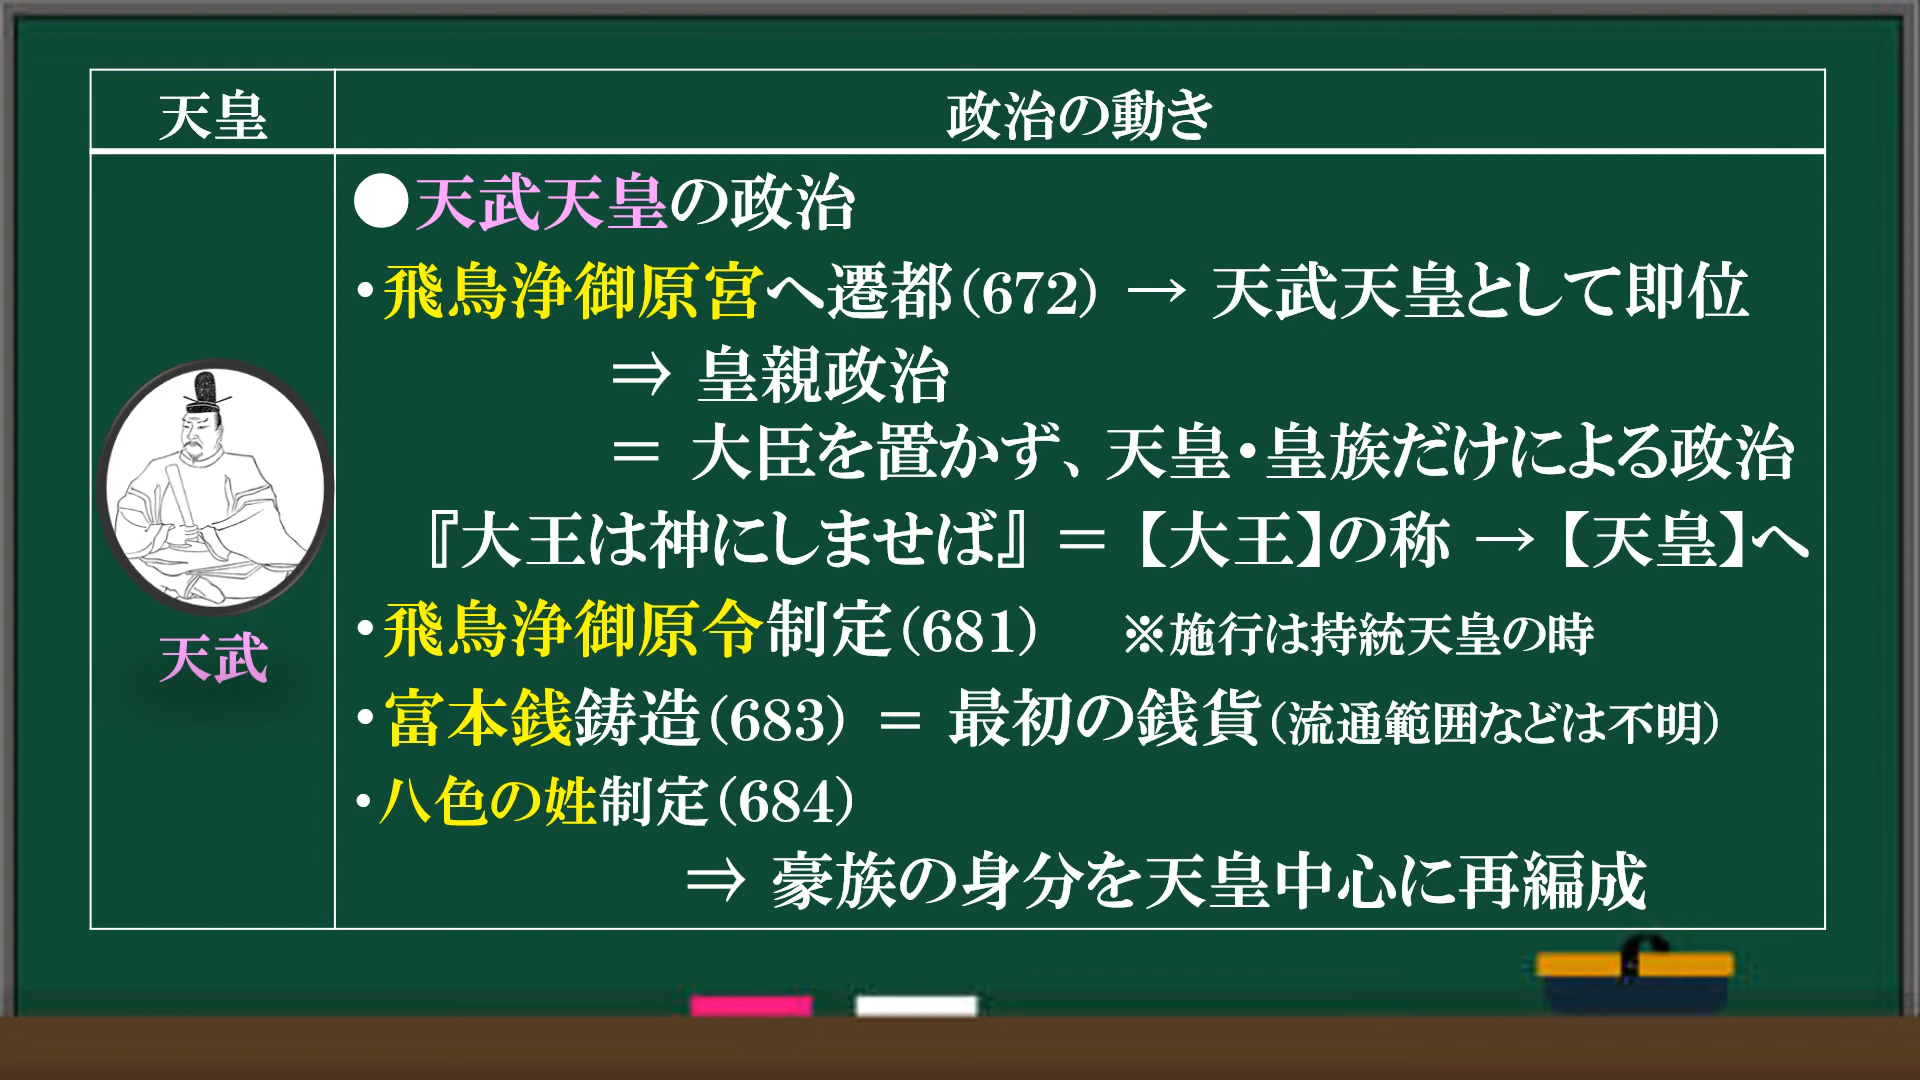 天皇
政治の動き
●天武天皇の政治
・飛鳥浄御原宮へ遷都（672） → 天武天皇として即位
⇒ 皇親政治
＝ 大臣を置かず、天皇・皇族だけによる政治
『大王は神にしませば』 ＝ 【大王】の称 → 【天皇】へ
・飛鳥浄御原令制定（681） ※施行は持統天皇の時
・富本銭鋳造（683） ＝ 最初の銭貨（流通範囲などは不明）
・八色の姓制定（684）
⇒ 豪族の身分を天皇中心に再編成
天武